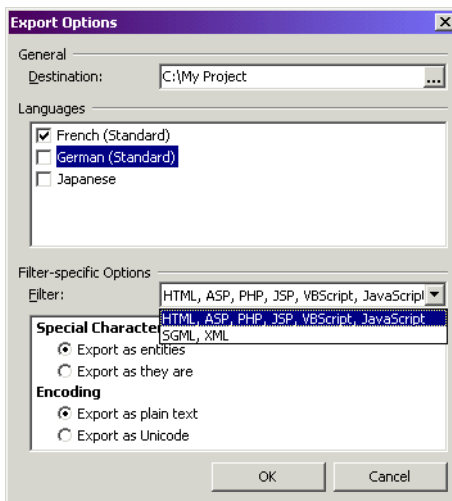 Export Options
General
Destination: C:\My Project ...
Languages
French (Standard)
German (Standard)
Japanese
Filter-specific Options
Filter: HTML, ASP, PHP, JSP, VBScript, JavaScript
HTML, ASP, PHP, JSP, VBScript, JavaScript
SGML, XML
Special Character
Export as entities
Export as they are
Encoding
Export as plain text
Export as Unicode
OK Cancel